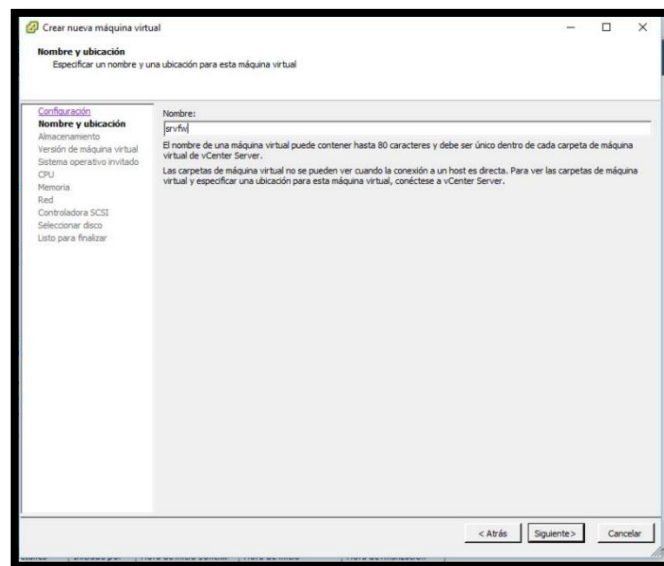 Crear nueva máquina virtual
Nombre y ubicación
Especificar un nombre y una ubicación para esta máquina virtual
Configuración
Nombre y ubicación
Almacenamiento
Versión de máquina virtual
Sistema operativo invitado
CPU
Memoria
Red
Controladora SCSI
Seleccionar disco
Listo para finalizar
Nombre:
srvfw
El nombre de una máquina virtual puede contener hasta 80 caracteres y debe ser único dentro de cada carpeta de máquina
virtual de vCenter Server.
Las carpetas de máquina virtual no se pueden ver cuando la conexión a un host es directa. Para ver las carpetas de máquina
virtual y especificar una ubicación para esta máquina virtual, conéctese a vCenter Server.
< Atrás
Siguiente >
Cancelar